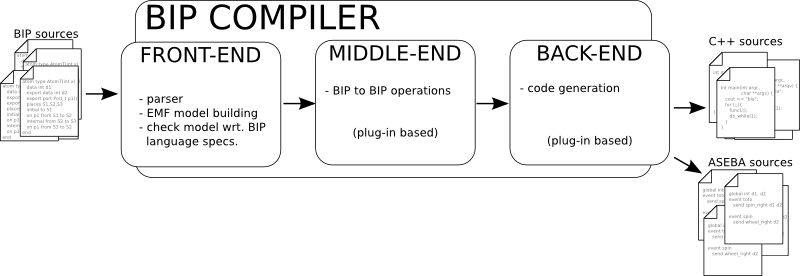 BIP COMPILER
BIP sources
atom type AtomT(int x)
data int d1
export data int d2
export port Port_t p1()
places S1,S2,S3
initial to S1
on p1 from S1 to S2
internal from S2 to S3
on p1 from S3 to S2
end
FRONT-END
- parser
- EMF model building
- check model wrt. BIP
language specs.
MIDDLE-END
- BIP to BIP operations
(plug-in based)
BACK-END
- code generation
(plug-in based)
C++ sources
int main(int argc,
char **argv) {
cout << "bla";
for (;;){
func1();
do_while(1);
}
ASEBA sources
global int d1, d2
event toto
send spin_right d1 d2
event spin
send wheel_right d2
event spin
send wheel_right d2